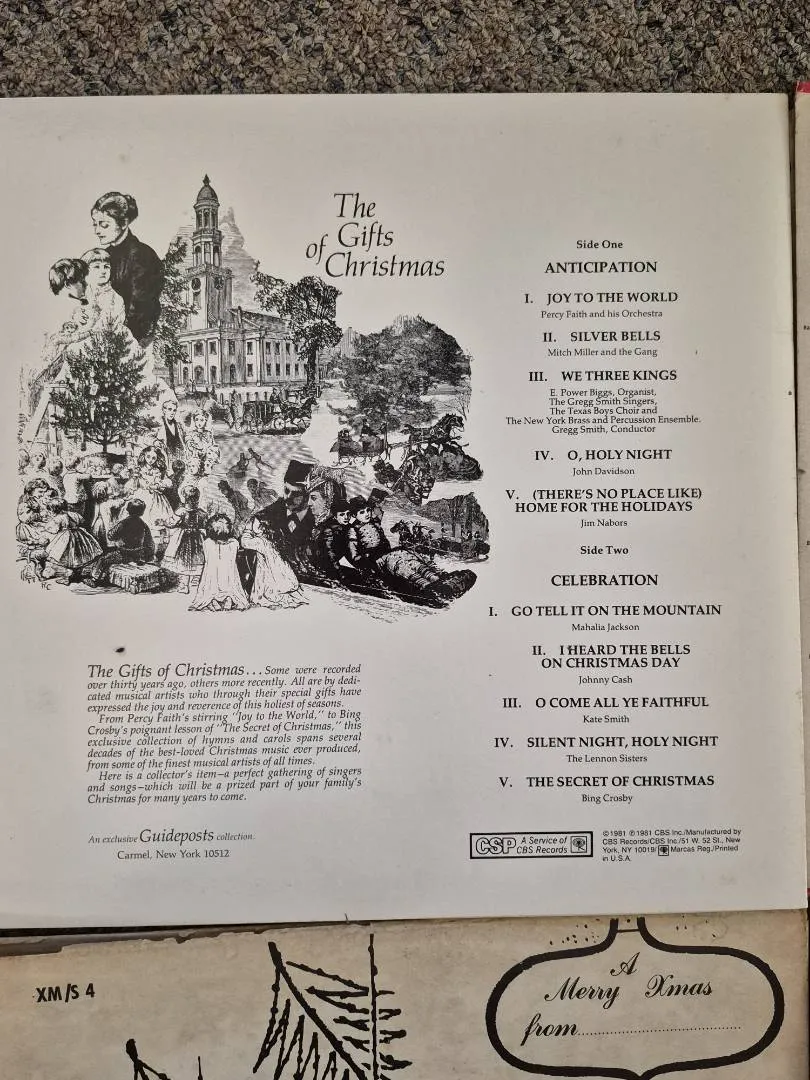 The
Gifts
of Christmas
Side One
ANTICIPATION
I. JOY TO THE WORLD
Percy Faith and his Orchestra
II. SILVER BELLS
Mitch Miller and the Gang
III. WE THREE KINGS
E. Power Biggs, Organist,
The Gregg Smith Singers,
The Texas Boys Choir and
The New York Brass and Percussion Ensemble.
Gregg Smith, Conductor
IV. O, HOLY NIGHT
John Davidson
V. (THERE'S NO PLACE LIKE)
HOME FOR THE HOLIDAYS
Jim Nabors
Side Two
CELEBRATION
I. GO TELL IT ON THE MOUNTAIN
Mahalia Jackson
II. I HEARD THE BELLS
ON CHRISTMAS DAY
Johnny Cash
III. O COME ALL YE FAITHFUL
Kate Smith
IV. SILENT NIGHT, HOLY NIGHT
The Lennon Sisters
V. THE SECRET OF CHRISTMAS
Bing Crosby
The Gifts of Christmas... Some were recorded
over thirty years ago, others more recently. All are by dedi-
cated musical artists who through their special gifts have
expressed the joy and reverence of this holiest of seasons.
From Percy Faith's stirring "Joy to the World," to Bing
Crosby's poignant lesson of "The Secret of Christmas," this
exclusive collection of hymns and carols spans several
decades of the best-loved Christmas music ever produced,
from some of the finest musical artists of all times.
Here is a collector's item—a perfect gathering of singers
and songs—which will be a prized part of your family's
Christmas for many years to come.
An exclusive Guideposts collection.
Carmel, New York 10512
CSP A Service of
CBS Records
©1981 ℗1981 CBS Inc./Manufactured by
CBS Records/CBS Inc./51 W. 52 St., New
York, NY 10019/ Marcas Reg./Printed
in U.S.A.
XM/S 4
A
Merry Xmas
from